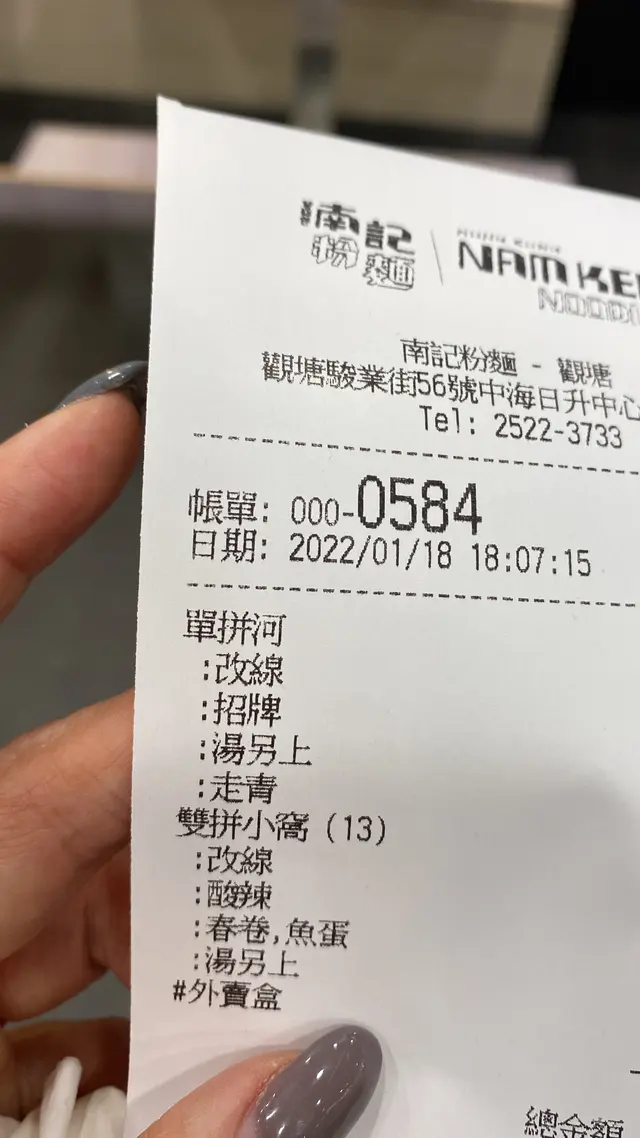 南記
粉麵
NAM KE
南記粉麵 - 觀塘
觀塘駿業街56號中海日升中心
Tel: 2522-3733
帳單: 000-0584
日期: 2022/01/18 18:07:15
單拼河
:改線
:招牌
:湯另上
:走青
雙拼小窩 (13)
:改線
:酸辣
:春卷,魚蛋
:湯另上
#外賣盒
總金額